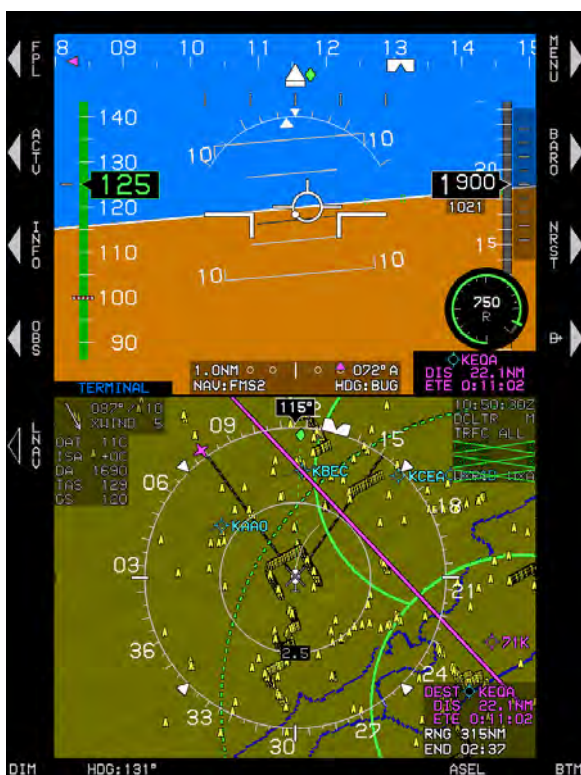 FPL
MENU
8 09 10 11 12 13 14 15
10 10
140
130
125
120
110
100
90
20
1900
1021
15
10 10
ACTV
BARO
INFO
NRST
OBS
750
R
1.0NM 072°A
NAV:FMS2 HDG:BUG
KEQA
DIS 22.1NM
ETE 0:11:02
TERMINAL
LNAV
087°/10
XWIND 5
OAT 11C
ISA +0C
DA 1690
TAS 129
GS 120
115°
10:50:30Z
DCLTR M
TRFC ALL
09
15
06
18
KBEC
KCEA
KAAO
03
21
36
24
71K
2.5
33
27
30
DEST KEQA
DIS 22.1NM
ETE 0:11:02
RNG 315NM
END 02:37
DIM HDG:131° ASEL BTM